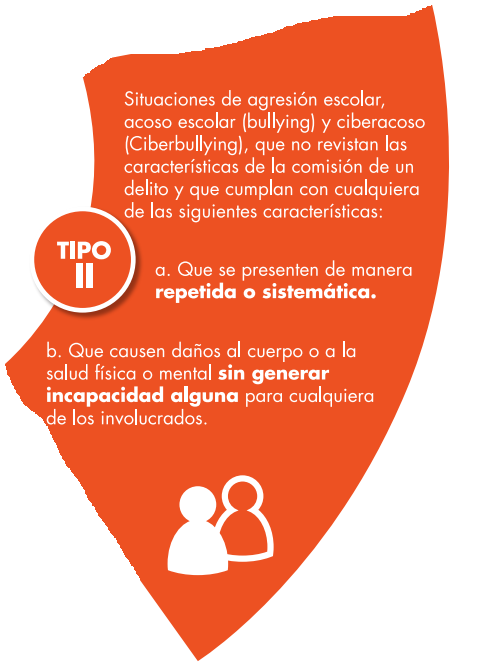 Situaciones de agresión escolar,
acoso escolar (bullying) y ciberacoso
(Ciberbullying), que no revistan las
características de la comisión de un
delito y que cumplan con cualquiera
de las siguientes características:
TIPO
II
a. Que se presenten de manera
repetida o sistemática.
b. Que causen daños al cuerpo o a la
salud física o mental sin generar
incapacidad alguna para cualquiera
de los involucrados.